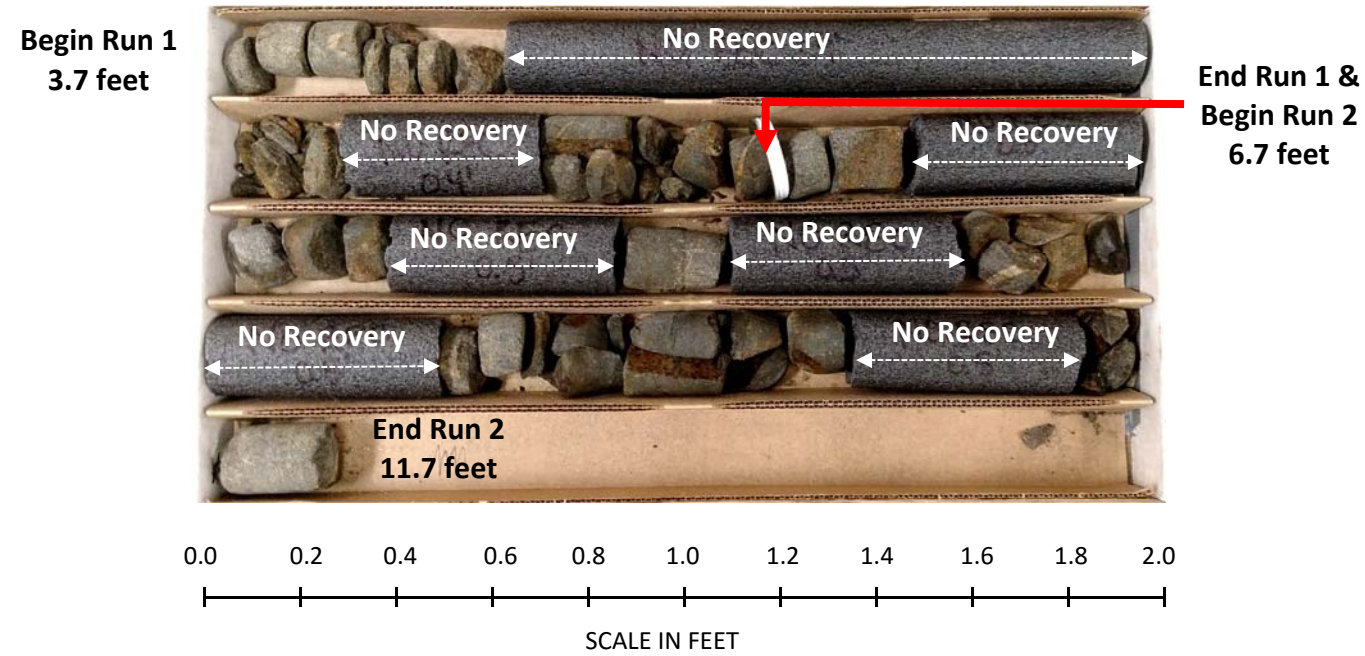 Begin Run 1
3.7 feet
No Recovery
End Run 1 &
Begin Run 2
6.7 feet
No Recovery
No Recovery
0.4'
No Recovery
No Recovery
No Recovery
No Recovery
End Run 2
11.7 feet
0.0 0.2 0.4 0.6 0.8 1.0 1.2 1.4 1.6 1.8 2.0
SCALE IN FEET